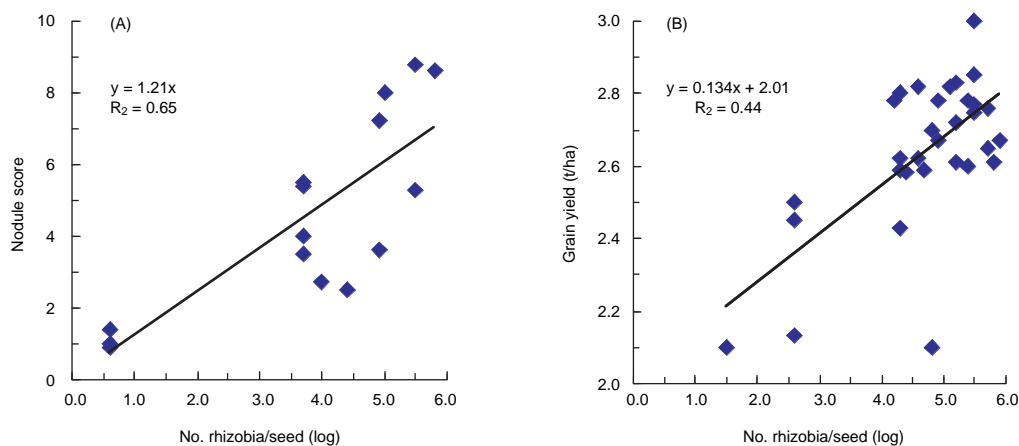 (A)
y = 1.21x
R2 = 0.65
Nodule score
10
8
6
4
2
0
0.0 1.0 2.0 3.0 4.0 5.0 6.0
No. rhizobia/seed (log)
(B)
y = 0.134x + 2.01
R2 = 0.44
Grain yield (t/ha)
3.0
2.8
2.6
2.4
2.2
2.0
0.0 1.0 2.0 3.0 4.0 5.0 6.0
No. rhizobia/seed (log)